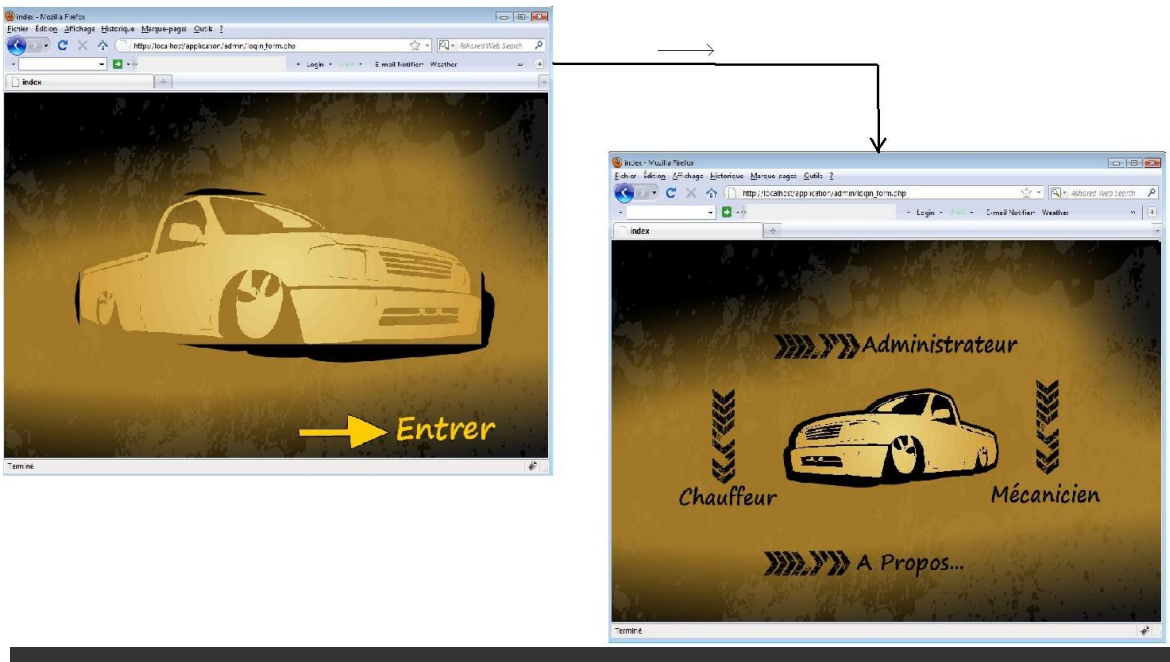 index - Mozilla Firefox
Fichier Édition Affichage Historique Marque-pages Outils ?
http://localhost/application/admin/login_form.php
Login E-mail Notifier Weather
index
Entrer
Terminé
index - Mozilla Firefox
Fichier Édition Affichage Historique Marque-pages Outils ?
http://localhost/application/admin/login_form.php
Login E-mail Notifier Weather
index
Administrateur
Chauffeur
Mécanicien
A Propos...
Terminé